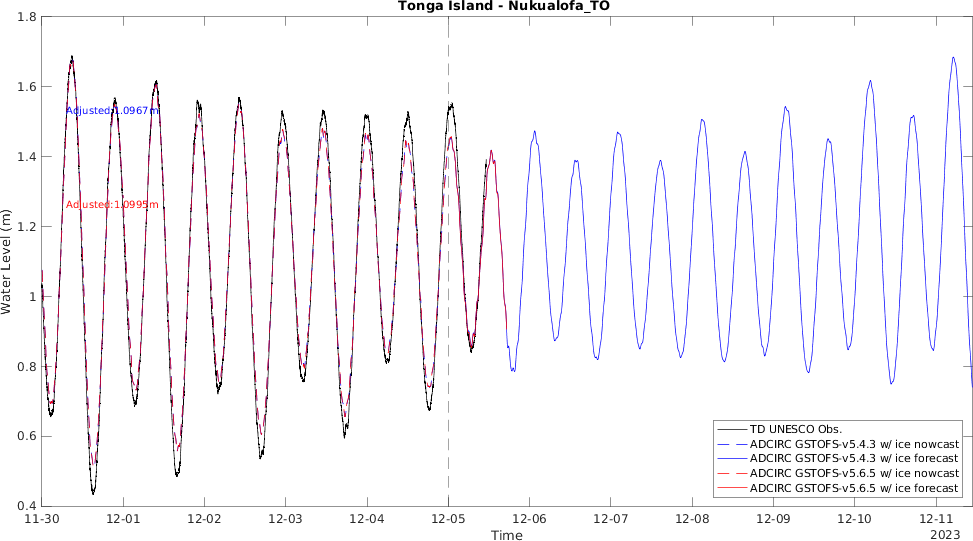 Tonga Island - Nukualofa_TO
1.8
1.6
1.4
1.2
1
0.8
0.6
0.4
Water Level (m)
Adjusted:1.0967m
Adjusted:1.0995m
TD UNESCO Obs.
ADCIRC GSTOFS-v5.4.3 w/ ice nowcast
ADCIRC GSTOFS-v5.4.3 w/ ice forecast
ADCIRC GSTOFS-v5.6.5 w/ ice nowcast
ADCIRC GSTOFS-v5.6.5 w/ ice forecast
11-30 12-01 12-02 12-03 12-04 12-05 12-06 12-07 12-08 12-09 12-10 12-11
2023
Time